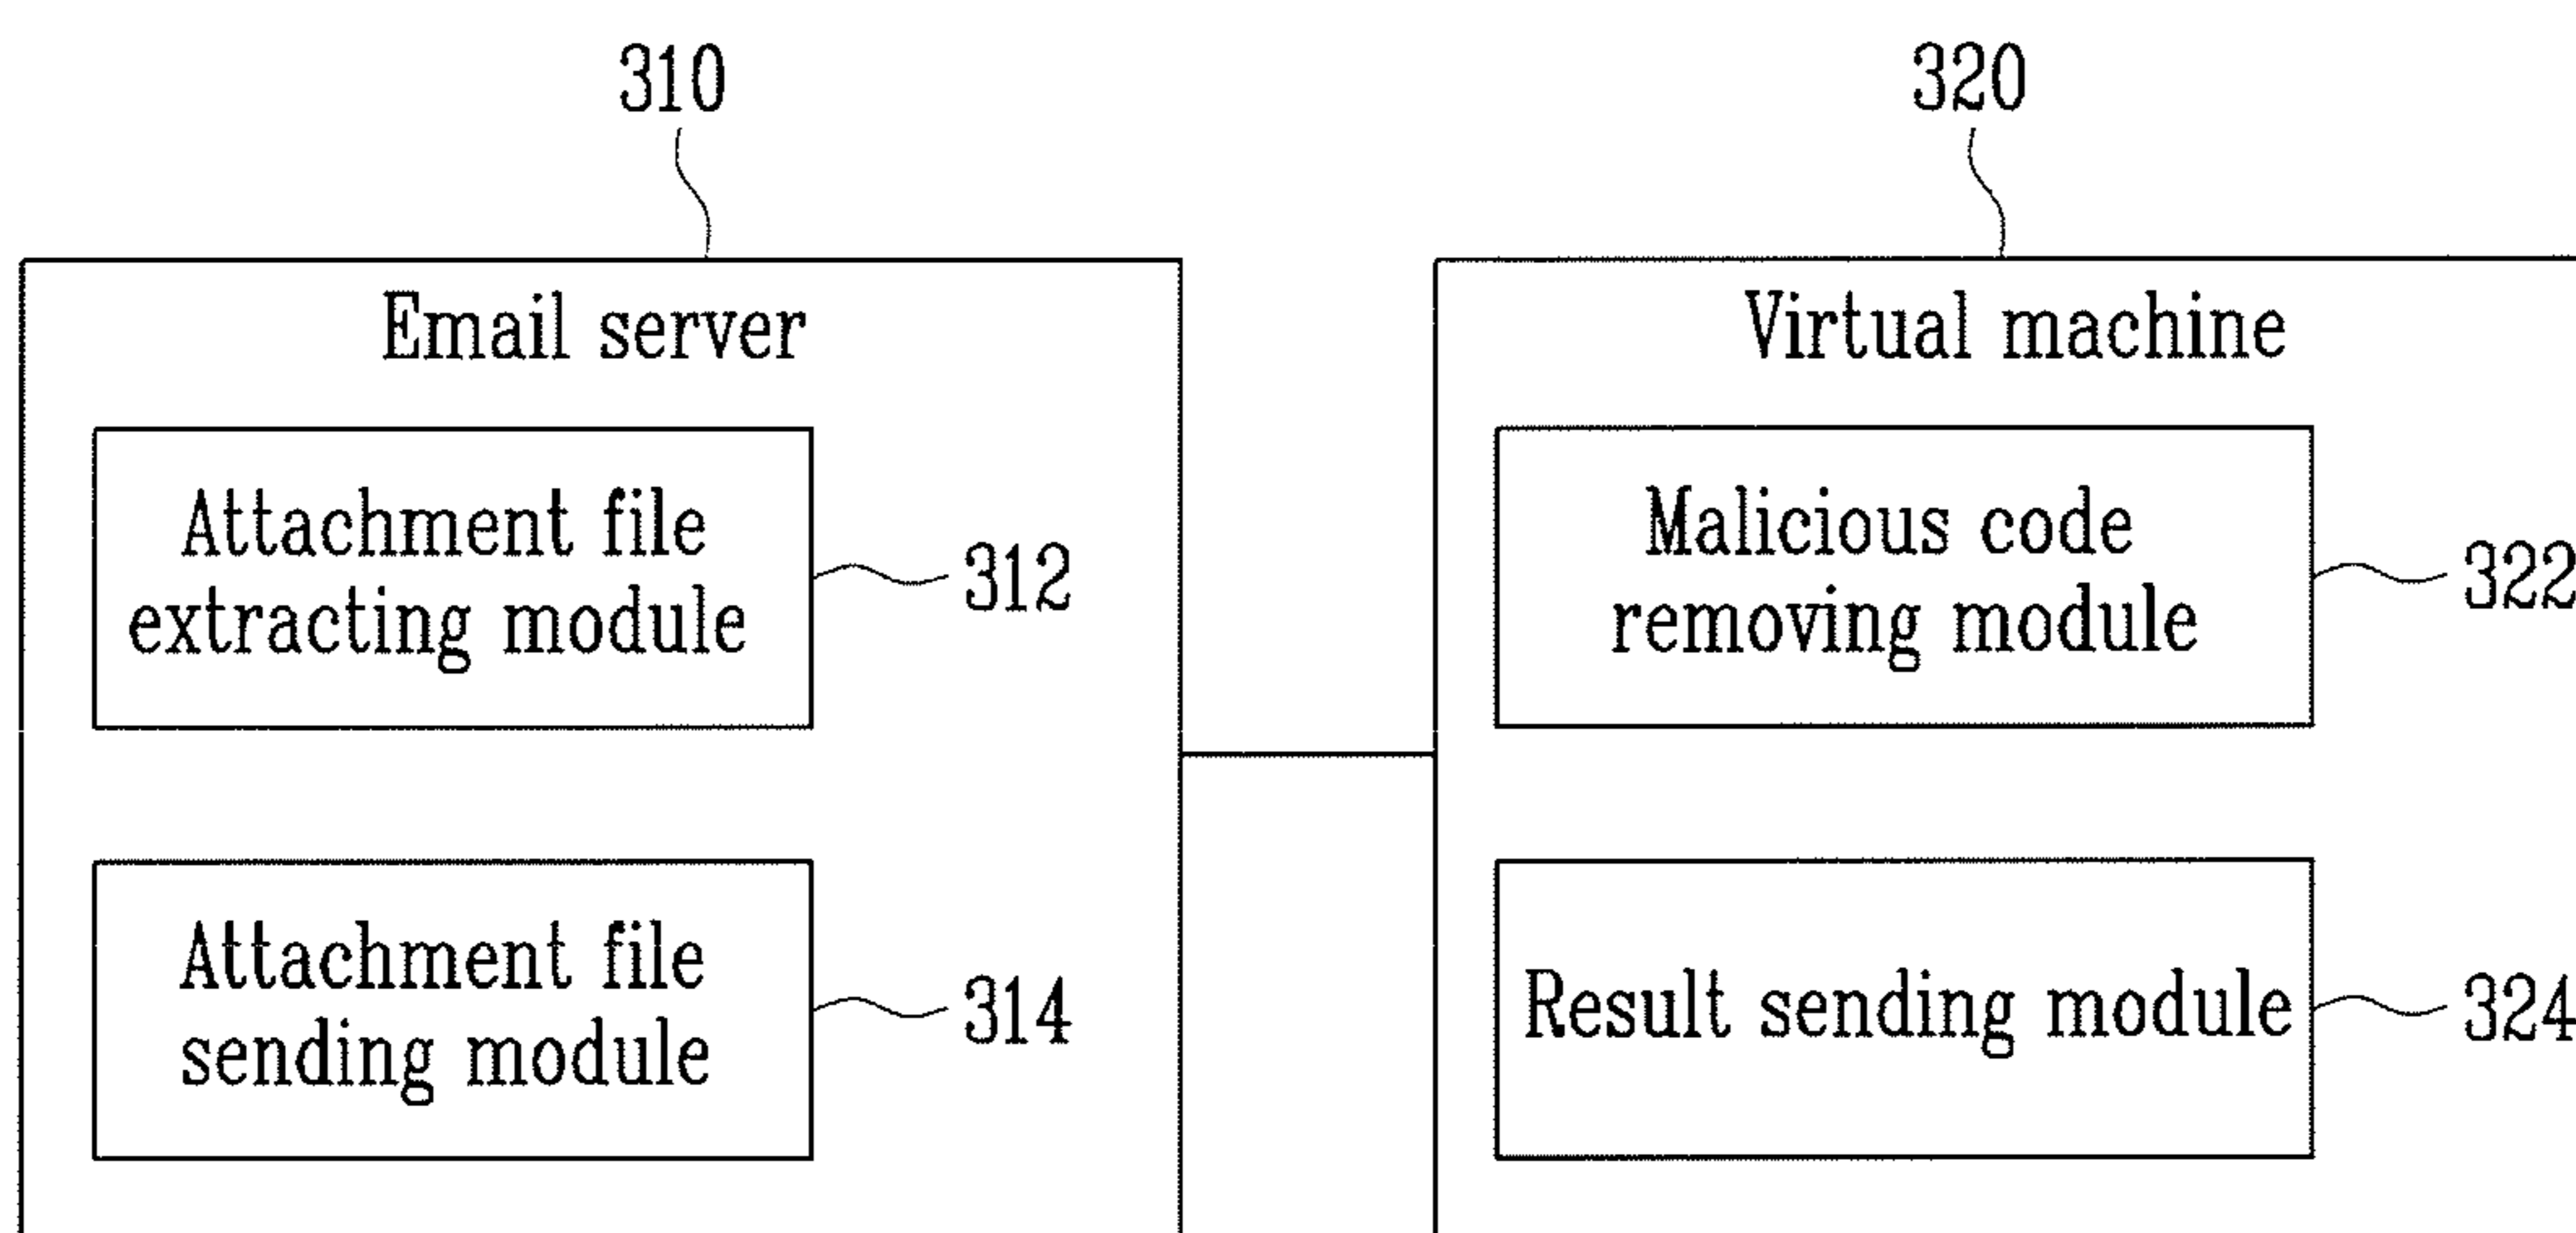 310
320
Email server
Virtual machine
Attachment file
extracting module
312
Malicious code
removing module
322
Attachment file
sending module
314
Result sending module
324